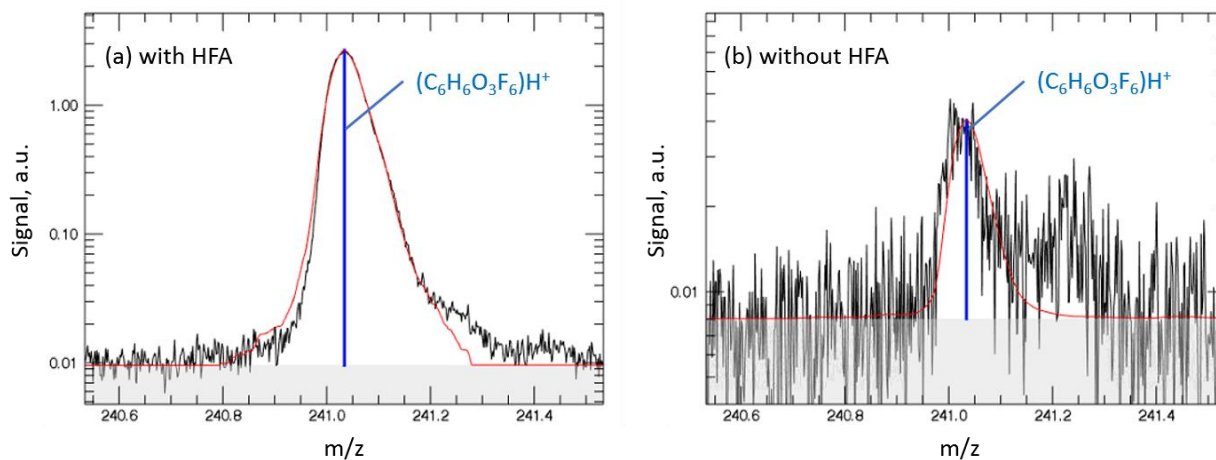 (a) with HFA
(C₆H₆O₃F₆)H⁺
1.00
0.10
0.01
Signal, a.u.
240.6 240.8 241.0 241.2 241.4
m/z
(b) without HFA
(C₆H₆O₃F₆)H⁺
0.01
Signal, a.u.
240.6 240.8 241.0 241.2 241.4
m/z